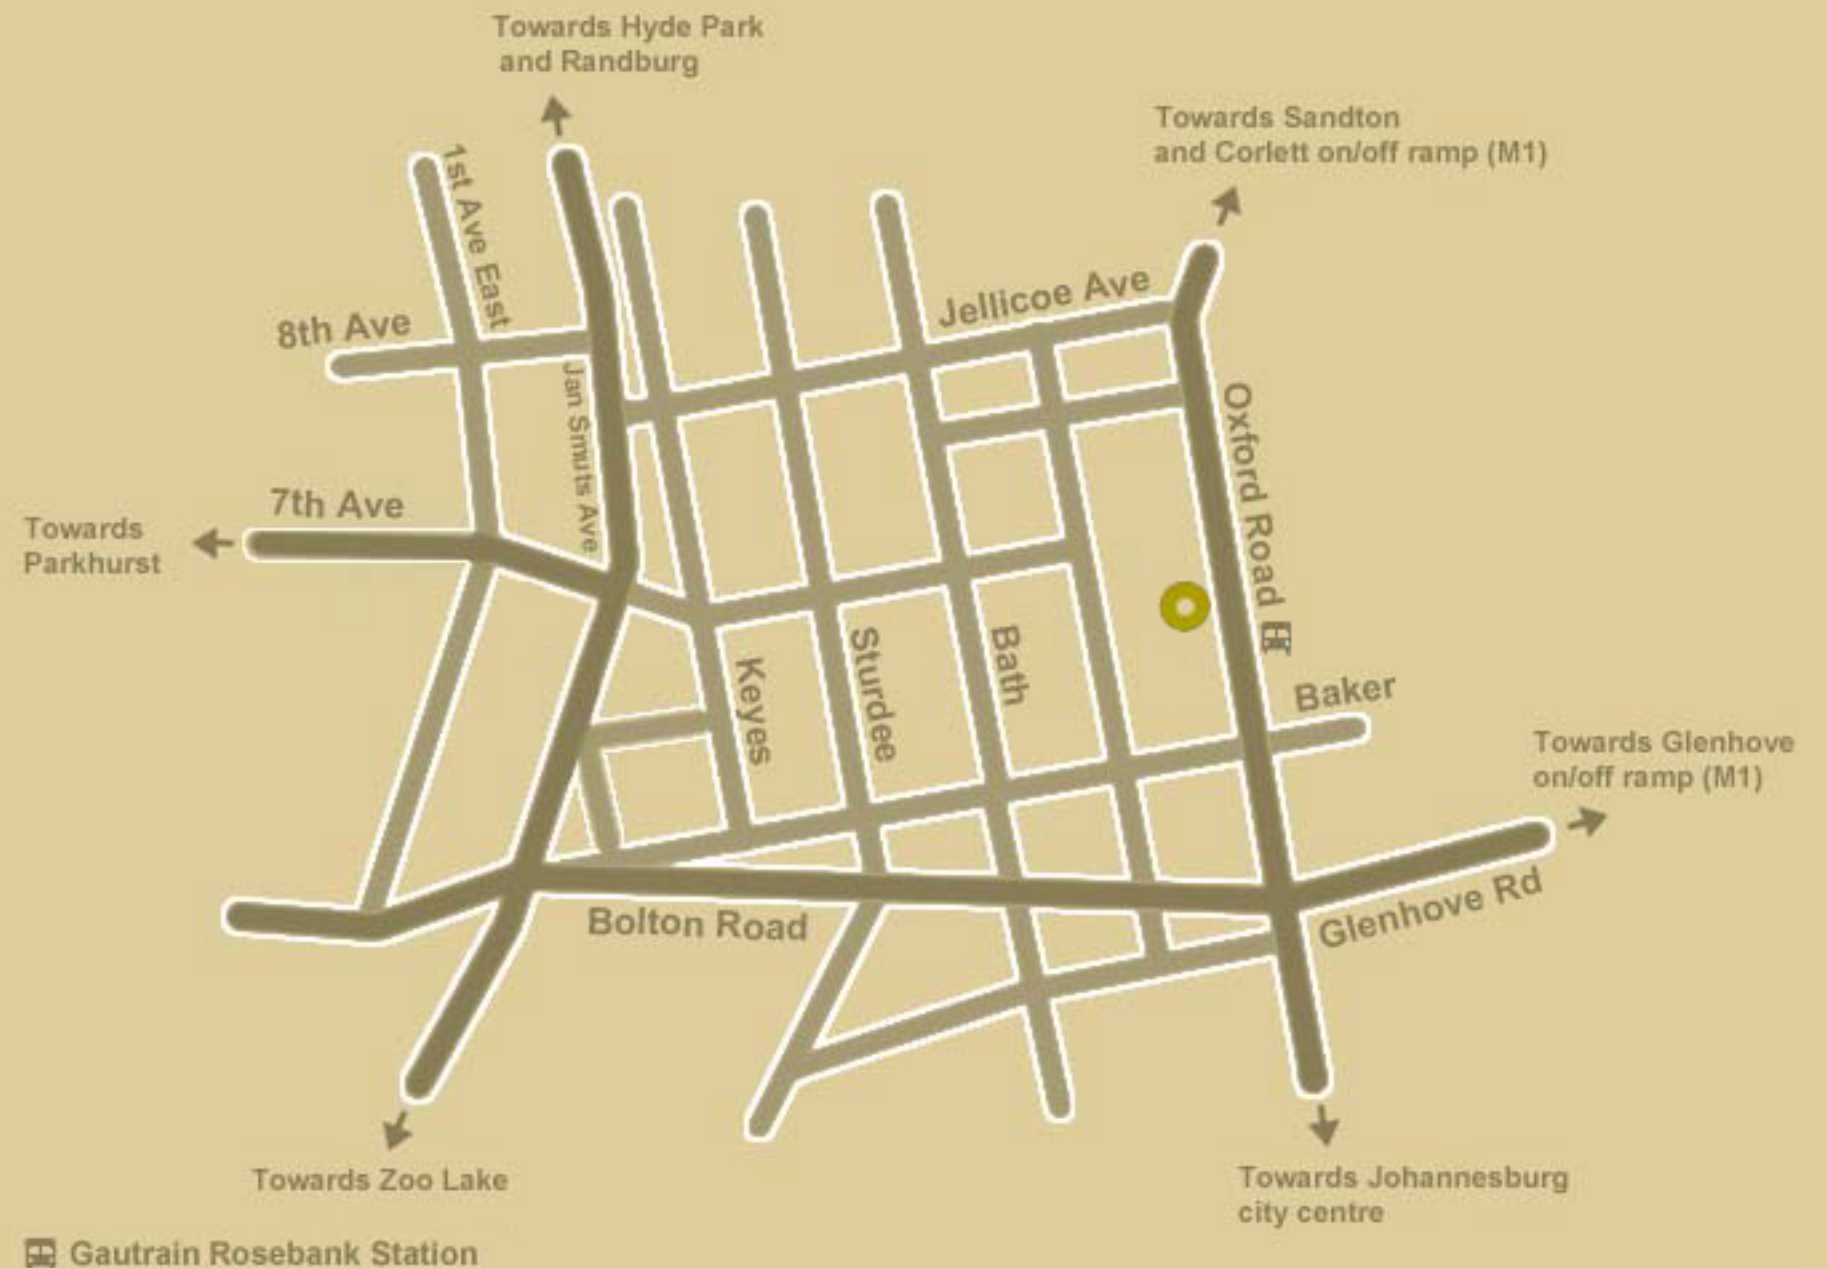 Towards Hyde Park
and Randburg
Towards Sandton
and Corlett on/off ramp (M1)
1st Ave East
Jellicoe Ave
8th Ave
Jan Smuts Ave
Oxford Road
7th Ave
Towards
Parkhurst
Keyes
Sturdee
Bath
Baker
Towards Glenhove
on/off ramp (M1)
Glenhove Rd
Bolton Road
Towards Zoo Lake
Towards Johannesburg
city centre
Gautrain Rosebank Station